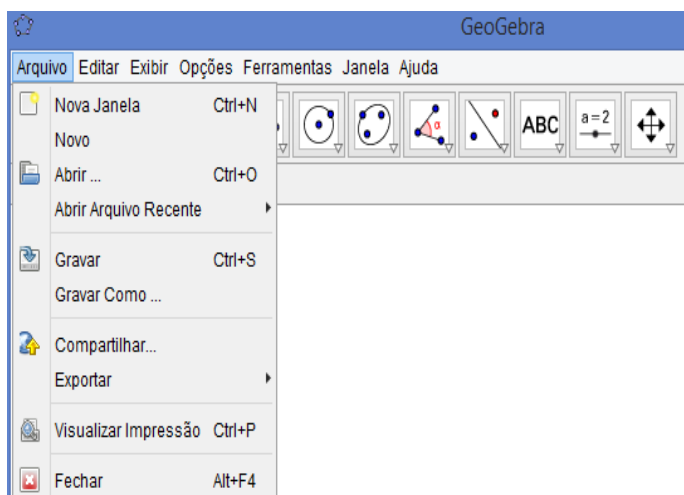 GeoGebra
Arquivo Editar Exibir Opções Ferramentas Janela Ajuda
Nova Janela Ctrl+N
Novo
Abrir ... Ctrl+O
Abrir Arquivo Recente
Gravar Ctrl+S
Gravar Como ...
Compartilhar...
Exportar
Visualizar Impressão Ctrl+P
Fechar Alt+F4
α
ABC
a=2